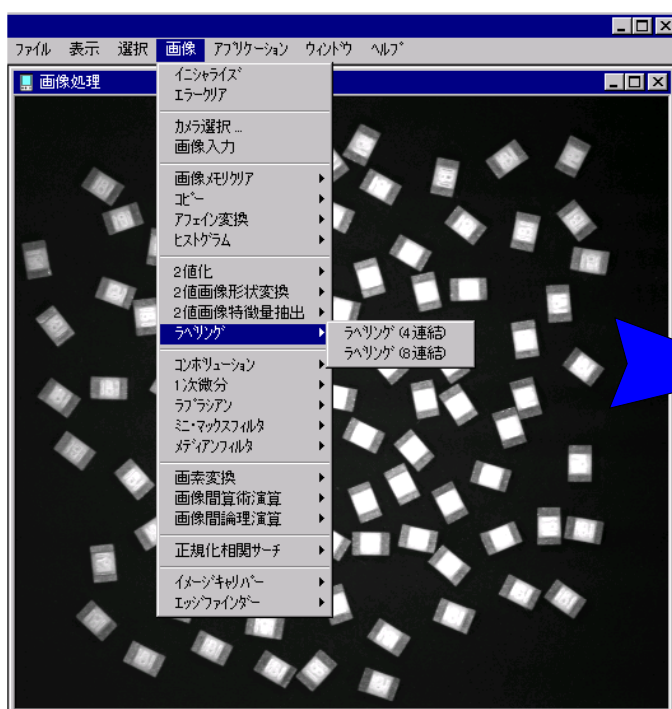 ﾌｧｲﾙ 表示 選択 画像 ｱﾌﾟﾘｹｰｼｮﾝ ｳｨﾝﾄﾞｳ ﾍﾙﾌﾟ
画像処理
ｲﾆｼｬﾗｲｽﾞ
ｴﾗｰｸﾘｱ
ｶﾒﾗ選択...
画像入力
画像ﾒﾓﾘｸﾘｱ
ｺﾋﾟｰ
ｱﾌｪｲﾝ変換
ﾋｽﾄｸﾞﾗﾑ
2値化
2値画像形状変換
2値画像特徴量抽出
ﾗﾍﾞﾘﾝｸﾞ
ﾗﾍﾞﾘﾝｸﾞ(4連結)
ﾗﾍﾞﾘﾝｸﾞ(8連結)
ｺﾝﾎﾞﾘｭｰｼｮﾝ
1次微分
ﾗﾌﾟﾗｼｱﾝ
ﾐﾆ・ﾏｯｸｽﾌｨﾙﾀ
ﾒﾃﾞｨｱﾝﾌｨﾙﾀ
画素変換
画像間算術演算
画像間論理演算
正規化相関ｻｰﾁ
ｲﾒｰｼﾞｷｬﾘﾊﾟｰ
ｴｯｼﾞﾌｧｲﾝﾀﾞｰ